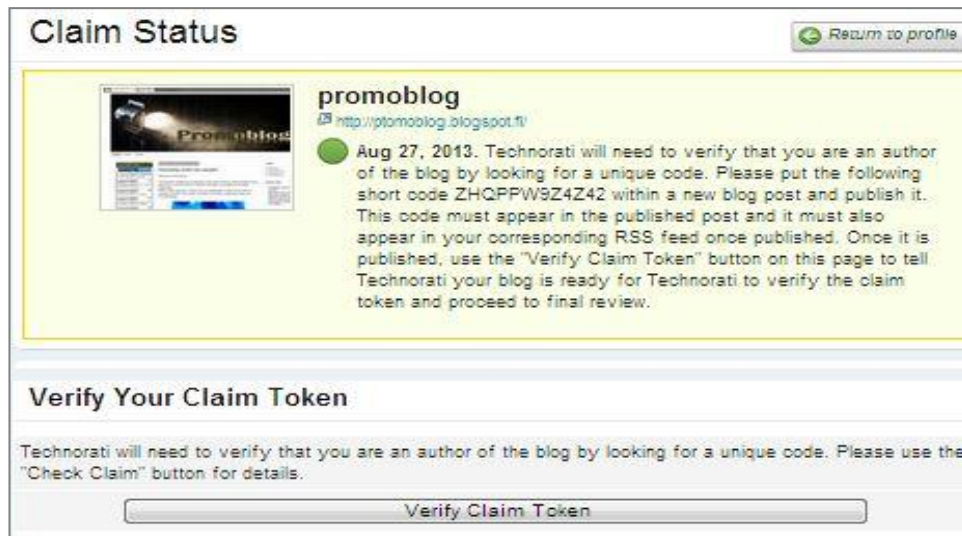 Claim Status
Return to profile
Promoblog
promoblog
http://ptomoblog.blogspot.fi/
Aug 27, 2013. Technorati will need to verify that you are an author
of the blog by looking for a unique code. Please put the following
short code ZHQPPW9Z4Z42 within a new blog post and publish it.
This code must appear in the published post and it must also
appear in your corresponding RSS feed once published. Once it is
published, use the "Verify Claim Token" button on this page to tell
Technorati your blog is ready for Technorati to verify the claim
token and proceed to final review.
Verify Your Claim Token
Technorati will need to verify that you are an author of the blog by looking for a unique code. Please use the
"Check Claim" button for details.
Verify Claim Token